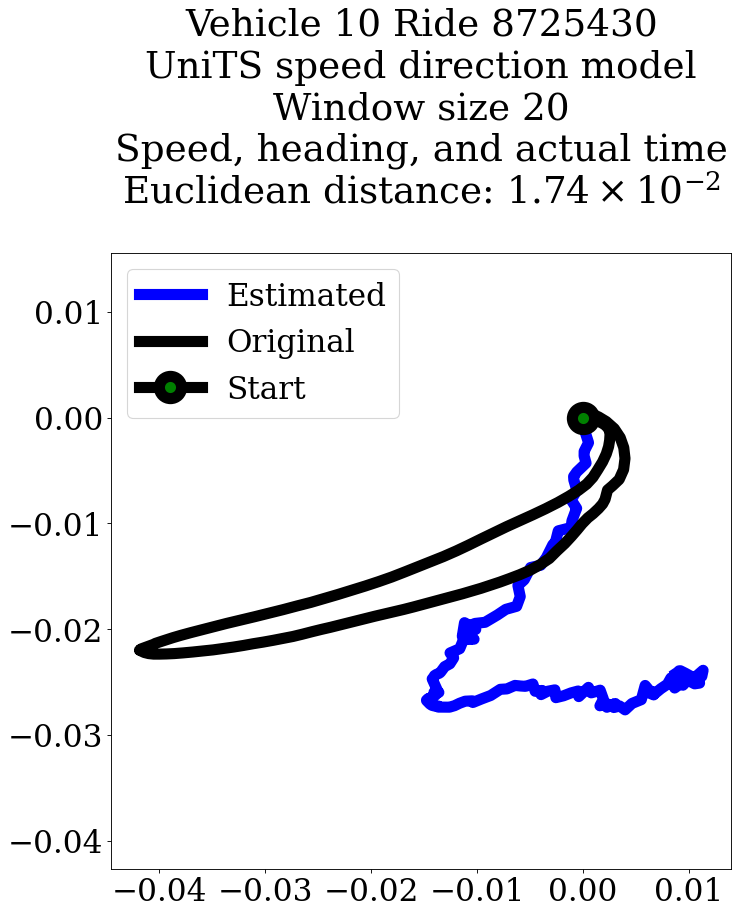 Vehicle 10 Ride 8725430
UniTS speed direction model
Window size 20
Speed, heading, and actual time
Euclidean distance: 1.74 × 10⁻²
Estimated
Original
Start
0.01
0.00
−0.01
−0.02
−0.03
−0.04
−0.04 −0.03 −0.02 −0.01 0.00 0.01